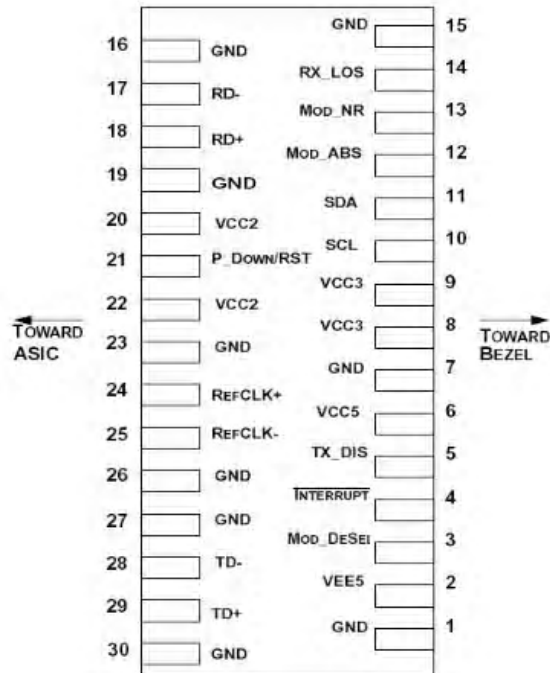 GND 15
16 GND
RX_LOS 14
17 RD-
MOD_NR 13
18 RD+
MOD_ABS 12
19 GND
SDA 11
20 VCC2
SCL 10
21 P_DOWN/RST
VCC3 9
22 VCC2
TOWARD ASIC
VCC3 8
TOWARD BEZEL
23 GND
GND 7
24 REFCLK+
VCC5 6
25 REFCLK-
TX_DIS 5
26 GND
INTERRUPT 4
27 GND
MOD_DESEL 3
28 TD-
VEE5 2
29 TD+
GND 1
30 GND